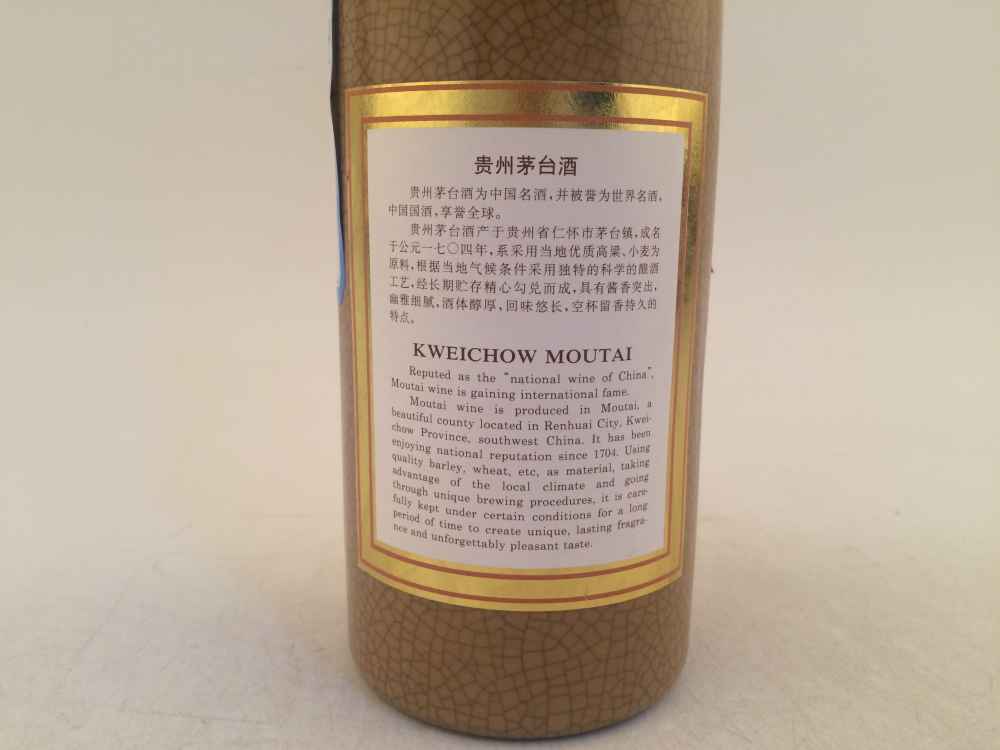 贵州茅台酒
贵州茅台酒为中国名酒,并被誉为世界名酒,
中国国酒,享誉全球。
贵州茅台酒产于贵州省仁怀市茅台镇,成名
于公元一七〇四年,系采用当地优质高粱、小麦为
原料,根据当地气候条件采用独特的科学的酿酒
工艺,经长期贮存精心勾兑而成,具有酱香突出,
幽雅细腻,酒体醇厚,回味悠长,空杯留香持久的
特点。
KWEICHOW MOUTAI
Reputed as the "national wine of China",
Moutai wine is gaining international fame.
Moutai wine is produced in Moutai, a
beautiful county located in Renhuai City, Kwei-
chow Province, southwest China. It has been
enjoying national reputation since 1704. Using
quality barley, wheat, etc, as material, taking
advantage of the local climate and going
through unique brewing procedures, it is care-
fully kept under certain conditions for a long
period of time to create unique, lasting fragra-
nce and unforgettably pleasant taste.